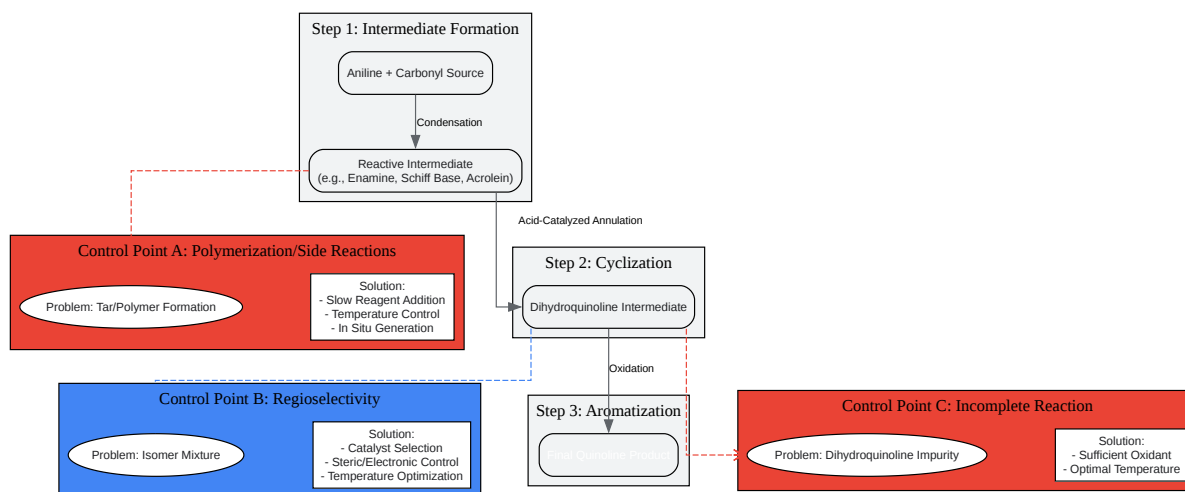 Step 1: Intermediate Formation
Aniline + Carbonyl Source
Condensation
Reactive Intermediate
(e.g., Enamine, Schiff Base, Acrolein)
Acid-Catalyzed Annulation
Control Point A: Polymerization/Side Reactions
Problem: Tar/Polymer Formation
Solution:
- Slow Reagent Addition
- Temperature Control
- In Situ Generation
Step 2: Cyclization
Dihydroquinoline Intermediate
Oxidation
Control Point B: Regioselectivity
Problem: Isomer Mixture
Solution:
- Catalyst Selection
- Steric/Electronic Control
- Temperature Optimization
Step 3: Aromatization
Final Quinoline Product
Control Point C: Incomplete Reaction
Problem: Dihydroquinoline Impurity
Solution:
- Sufficient Oxidant
- Optimal Temperature